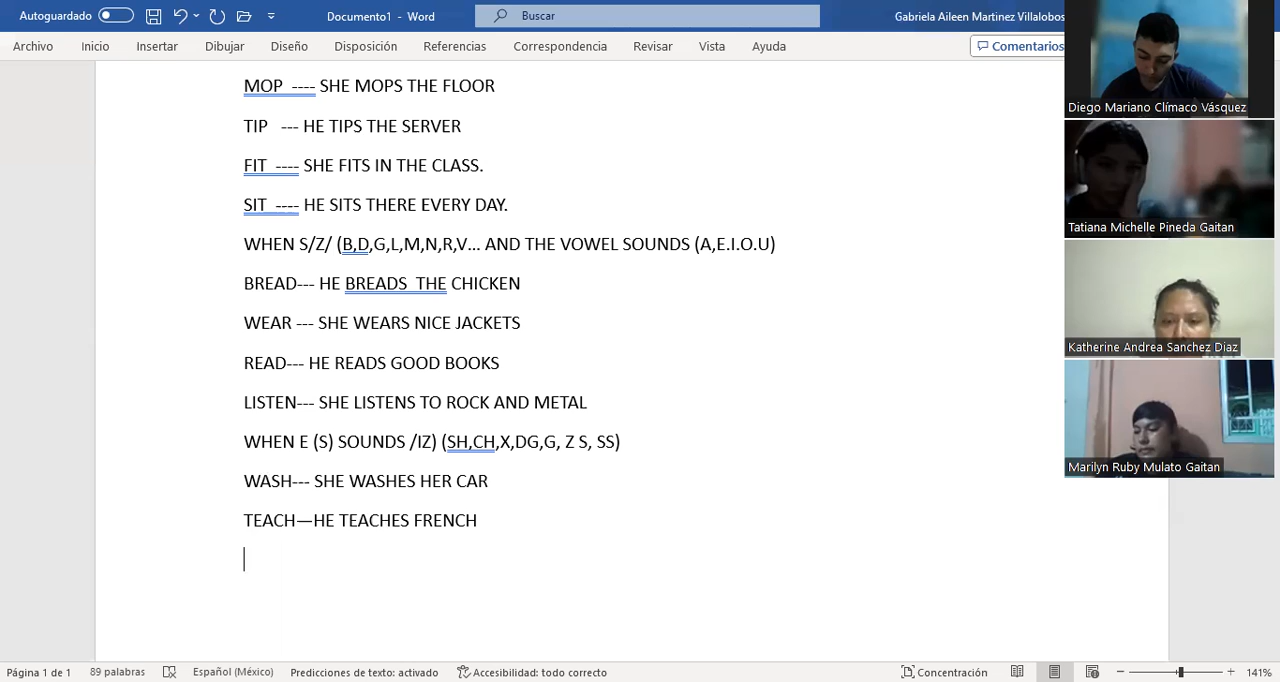 Autoguardado
Documento1 - Word
Buscar
Gabriela Aileen Martinez Villalobos
Archivo Inicio Insertar Dibujar Diseño Disposición Referencias Correspondencia Revisar Vista Ayuda
Comentarios
MOP ---- SHE MOPS THE FLOOR
TIP --- HE TIPS THE SERVER
FIT ---- SHE FITS IN THE CLASS.
SIT ---- HE SITS THERE EVERY DAY.
WHEN S/Z/ (B,D,G,L,M,N,R,V... AND THE VOWEL SOUNDS (A,E.I.O.U)
BREAD--- HE BREADS THE CHICKEN
WEAR --- SHE WEARS NICE JACKETS
READ--- HE READS GOOD BOOKS
LISTEN--- SHE LISTENS TO ROCK AND METAL
WHEN E (S) SOUNDS /IZ) (SH,CH,X,DG,G, Z S, SS)
WASH--- SHE WASHES HER CAR
TEACH—HE TEACHES FRENCH
Diego Mariano Clímaco Vásquez
Tatiana Michelle Pineda Gaitan
Katherine Andrea Sanchez Diaz
Marilyn Ruby Mulato Gaitan
Página 1 de 1 89 palabras Español (México) Predicciones de texto: activado Accesibilidad: todo correcto Concentración 141%